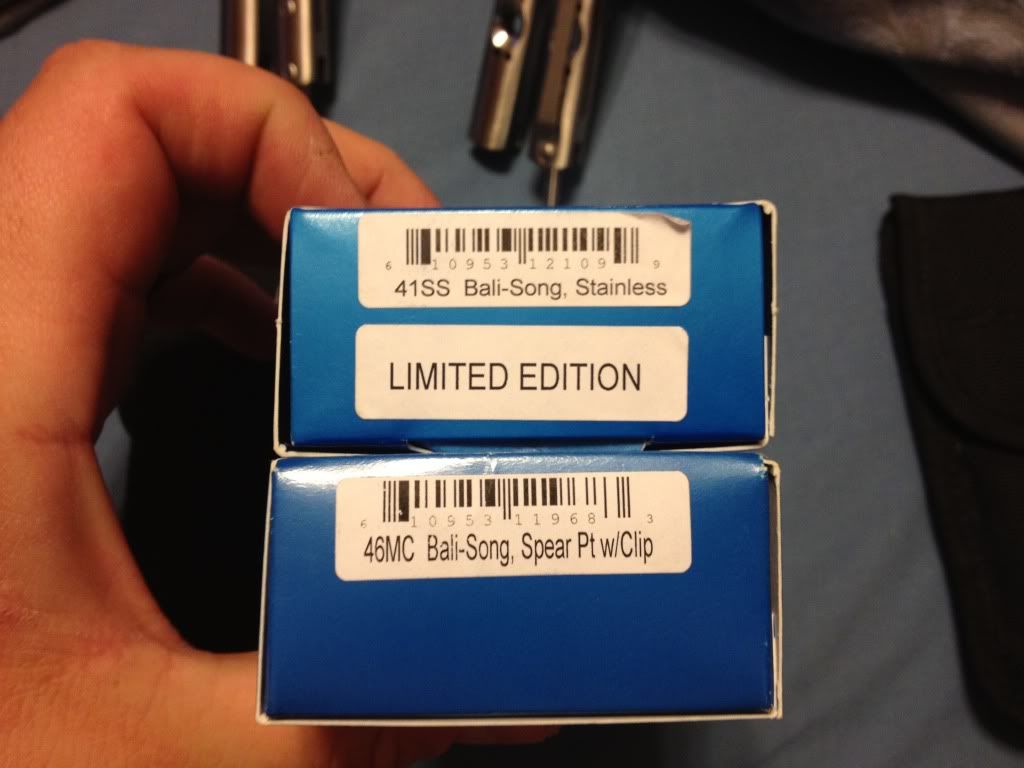 6 10953 12109 9
41SS Bali-Song, Stainless
LIMITED EDITION
6 10953 11968 3
46MC Bali-Song, Spear Pt w/Clip